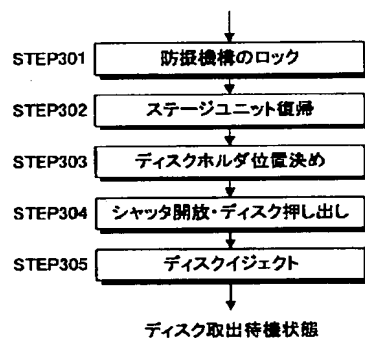 STEP301 防振機構のロック
STEP302 ステージユニット復帰
STEP303 ディスクホルダ位置決め
STEP304 シャッタ開放・ディスク押し出し
STEP305 ディスクイジェクト
ディスク取出待機状態